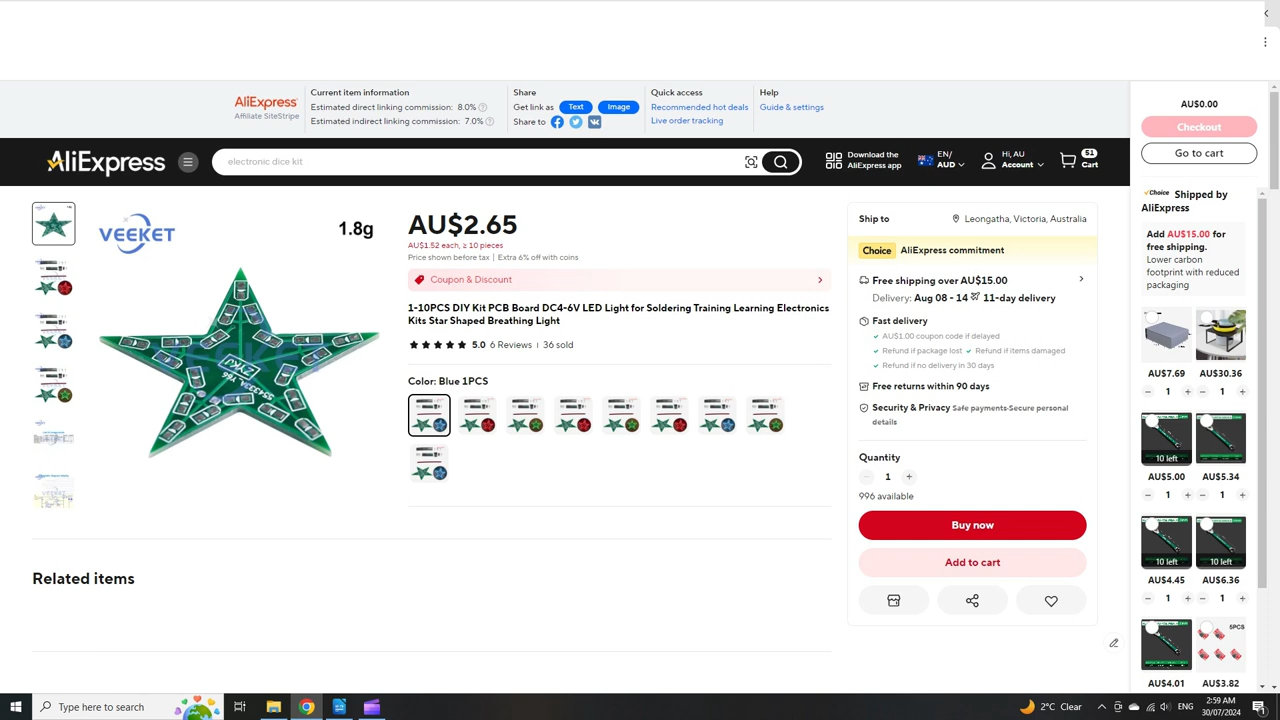 AliExpress
Affiliate SiteStripe
Current item information
Estimated direct linking commission: 8.0%
Estimated indirect linking commission: 7.0%
Share
Get link as Text Image
Share to
Quick access
Recommended hot deals
Live order tracking
Help
Guide & settings
AliExpress
electronic dice kit
Download the
AliExpress app
EN/
AUD
Hi, AU
Account
51
Cart
VEEKET
1.8g
AU$2.65
AU$1.52 each, ≥ 10 pieces
Price shown before tax | Extra 6% off with coins
Coupon & Discount
1-10PCS DIY Kit PCB Board DC4-6V LED Light for Soldering Training Learning Electronics
Kits Star Shaped Breathing Light
5.0 6 Reviews | 36 sold
Color: Blue 1PCS
Related items
Ship to
Leongatha, Victoria, Australia
Choice AliExpress commitment
Free shipping over AU$15.00
Delivery: Aug 08 - 14 11-day delivery
Fast delivery
AU$1.00 coupon code if delayed
Refund if package lost Refund if items damaged
Refund if no delivery in 30 days
Free returns within 90 days
Security & Privacy Safe payments·Secure personal
details
Quantity
− 1 +
996 available
Buy now
Add to cart
AU$0.00
Checkout
Go to cart
Choice Shipped by
AliExpress
Add AU$15.00 for
free shipping.
Lower carbon
footprint with reduced
packaging
AU$7.69 AU$30.36
− 1 + − 1 +
10 left
AU$5.00 AU$5.34
− 1 + − 1 +
10 left 10 left
AU$4.45 AU$6.36
− 1 + − 1 +
5PCS
AU$4.01 AU$3.82
Type here to search
2°C Clear
ENG
2:59 AM
30/07/2024